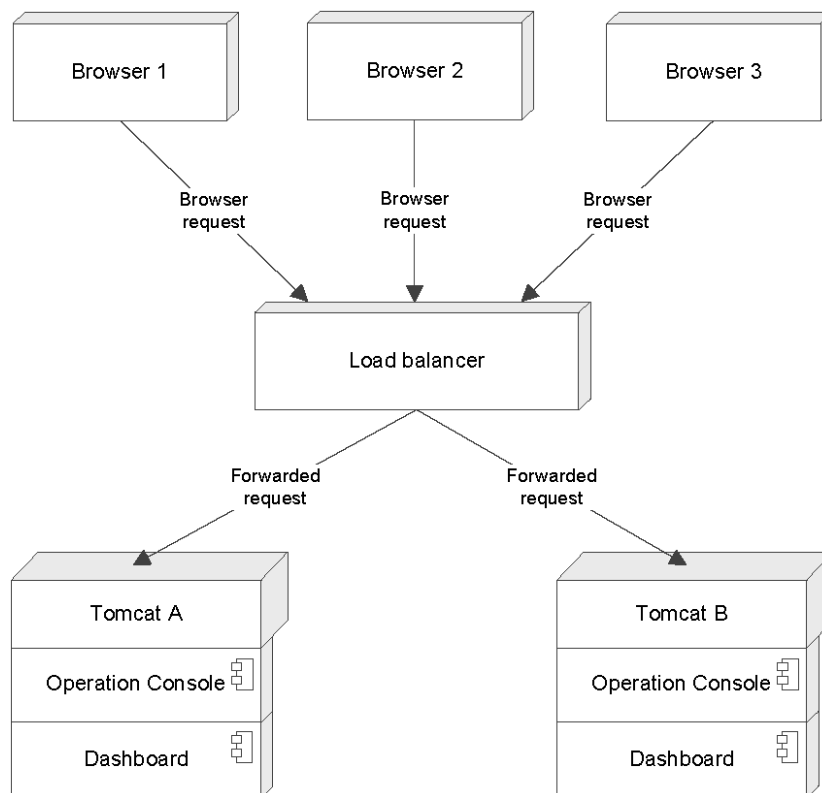 Browser 1
Browser 2
Browser 3
Browser
request
Browser
request
Browser
request
Load balancer
Forwarded
request
Forwarded
request
Tomcat A
Operation Console
Dashboard
Tomcat B
Operation Console
Dashboard